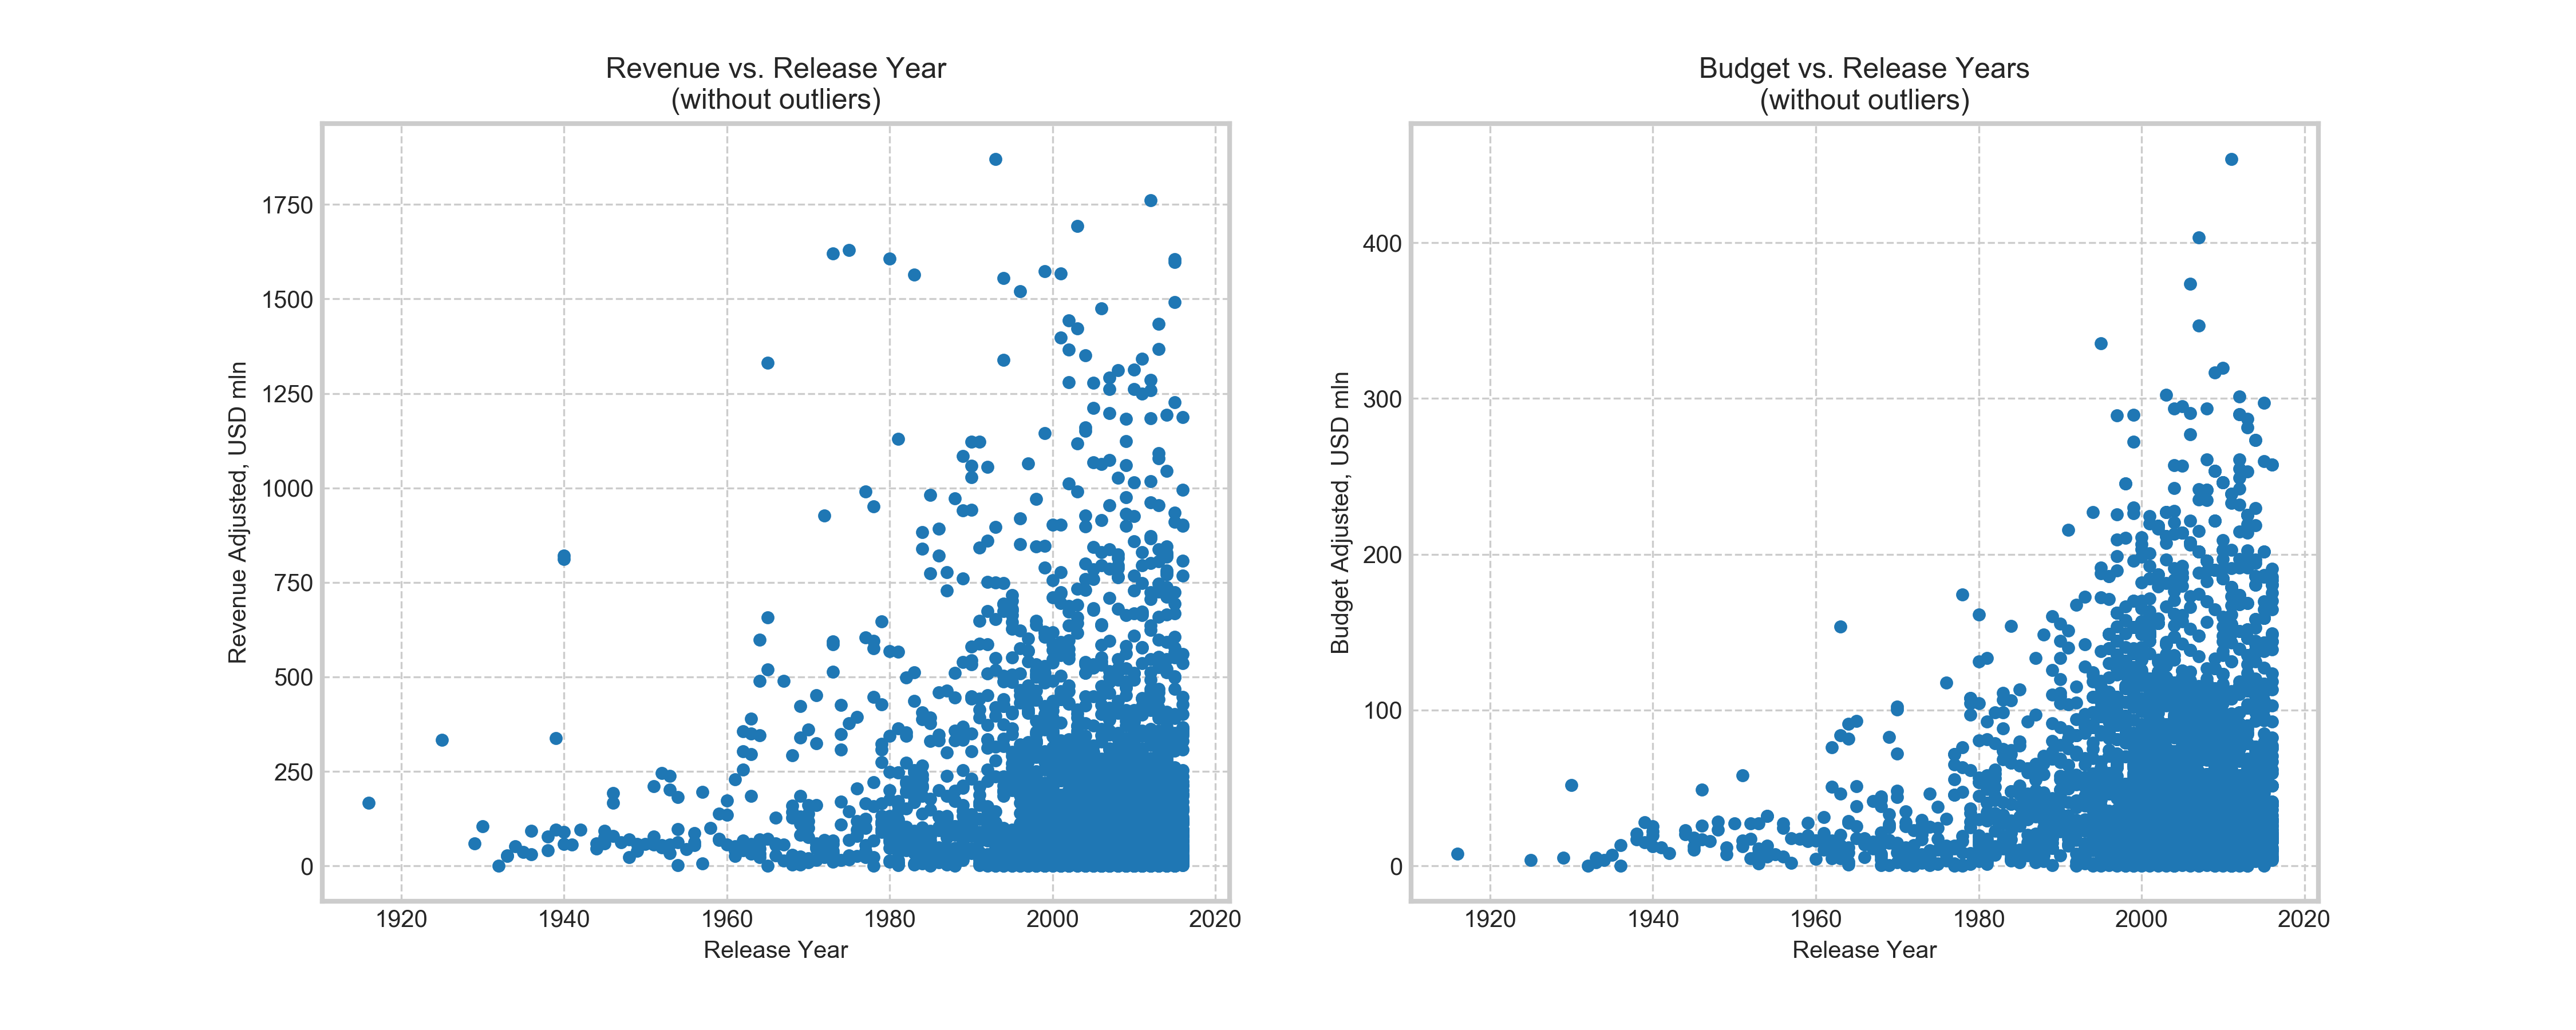 Revenue vs. Release Year
(without outliers)
1750
1500
1250
1000
750
500
250
0
Revenue Adjusted, USD mln
1920 1940 1960 1980 2000 2020
Release Year
Budget vs. Release Years
(without outliers)
400
300
200
100
0
Budget Adjusted, USD mln
1920 1940 1960 1980 2000 2020
Release Year